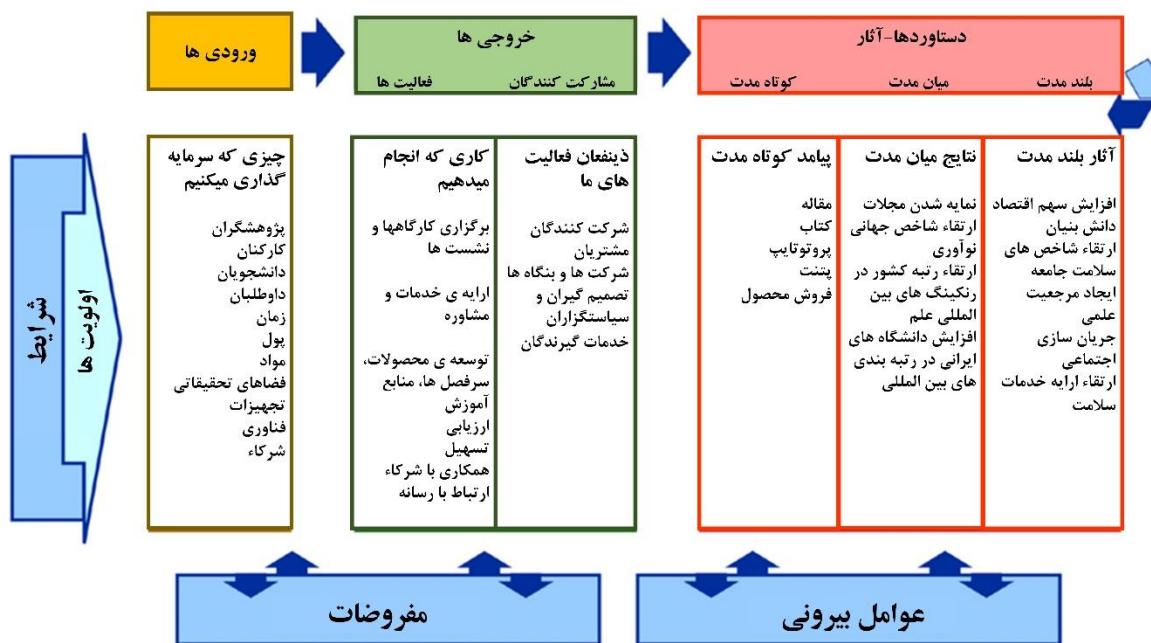 ورودی ها
خروجی ها
فعالیت ها
مشارکت کنندگان
دستاوردها-آثار
کوتاه مدت
میان مدت
بلند مدت
شرایط
اولویت ها
چیزی که سرمایه
گذاری میکنیم
پژوهشگران
کارکنان
دانشجویان
داوطلبان
زمان
پول
مواد
فضاهای تحقیقاتی
تجهیزات
فناوری
شرکاء
کاری که انجام
میدهیم
برگزاری کارگاهها و
نشست ها
ارایه ی خدمات و
مشاوره
توسعه ی محصولات،
سرفصل ها، منابع
آموزش
ارزیابی
تسهیل
همکاری با شرکاء
ارتباط با رسانه
ذینفعان فعالیت
های ما
شرکت کنندگان
مشتریان
شرکت ها و بنگاه ها
تصمیم گیران و
سیاستگزاران
خدمات گیرندگان
پیامد کوتاه مدت
مقاله
کتاب
پروتوتایپ
پتنت
فروش محصول
نتایج میان مدت
نمایه شدن مجلات
ارتقاء شاخص جهانی
نوآوری
ارتقاء رتبه کشور در
رنکینگ های بین
المللی علم
افزایش دانشگاه های
ایرانی در رتبه بندی
های بین المللی
آثار بلند مدت
افزایش سهم اقتصاد
دانش بنیان
ارتقاء شاخص های
سلامت جامعه
ایجاد مرجعیت
علمی
جریان سازی
اجتماعی
ارتقاء ارایه خدمات
سلامت
مفروضات
عوامل بیرونی